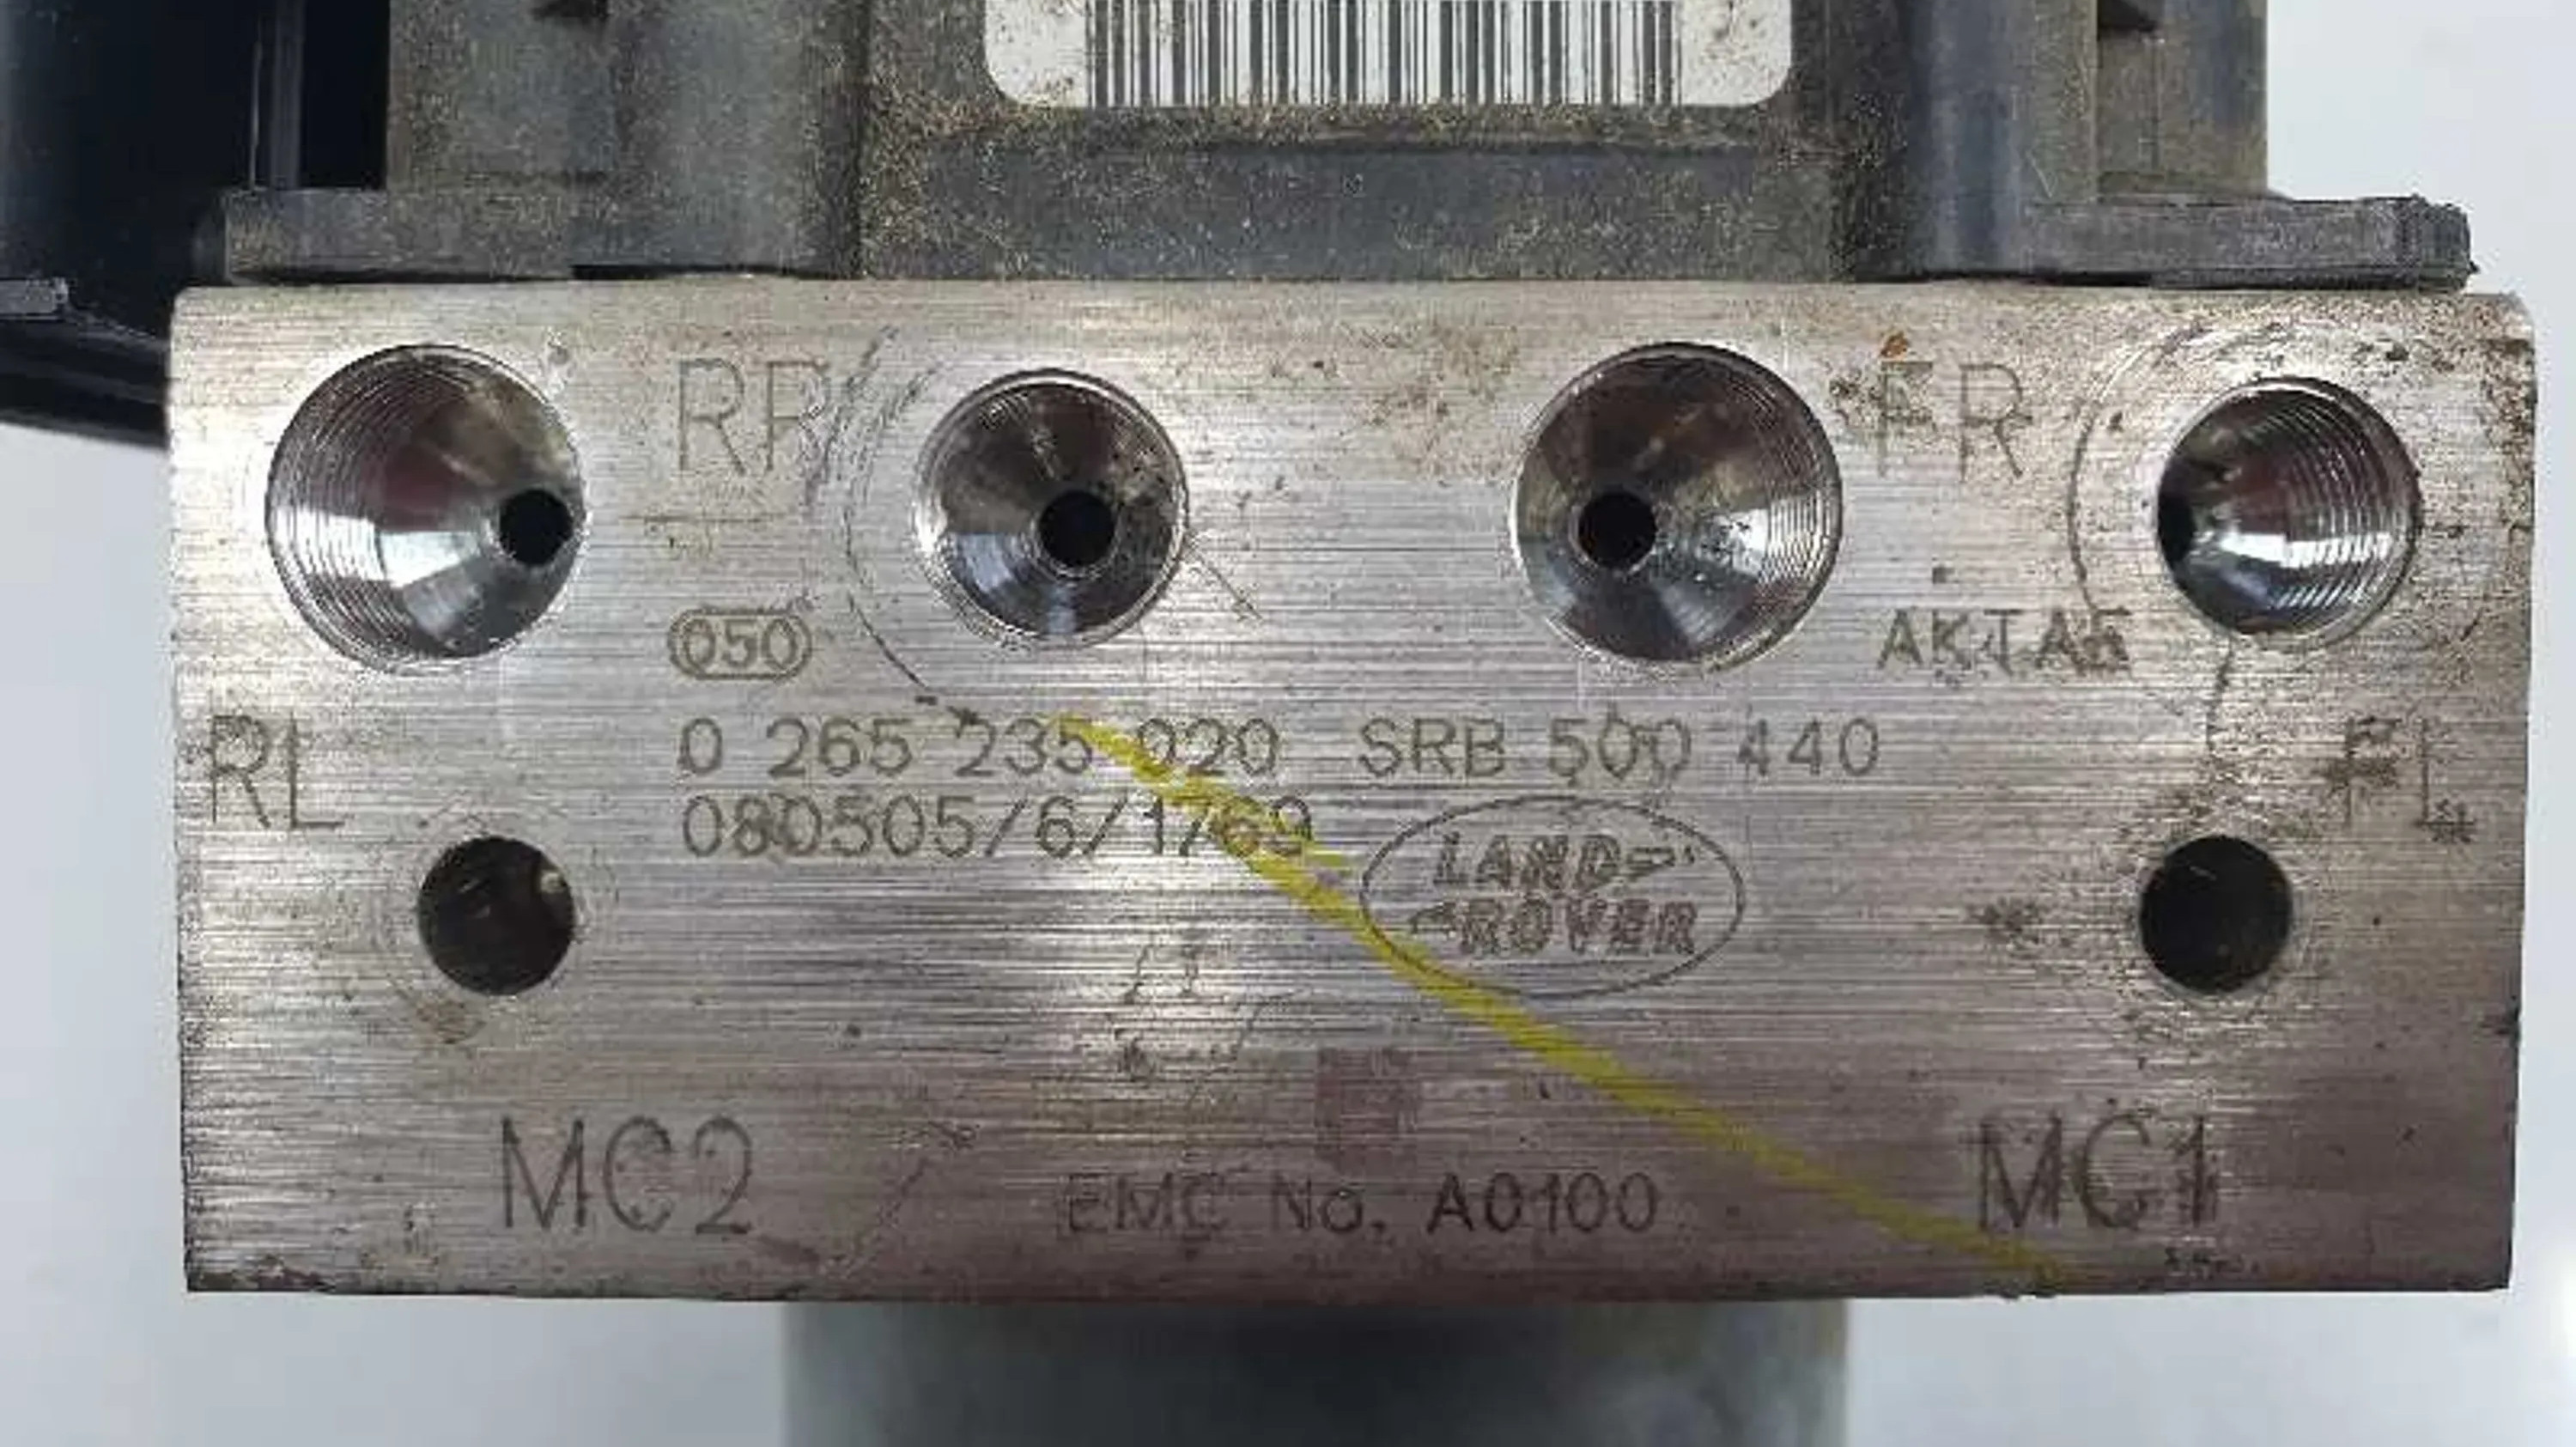 RR
FR
050
AKTAS
RL
0 265 235 020 SRB 500 440
FL
080505/6/1769
LAND
ROVER
MC2
MC1
EMC No. A0100